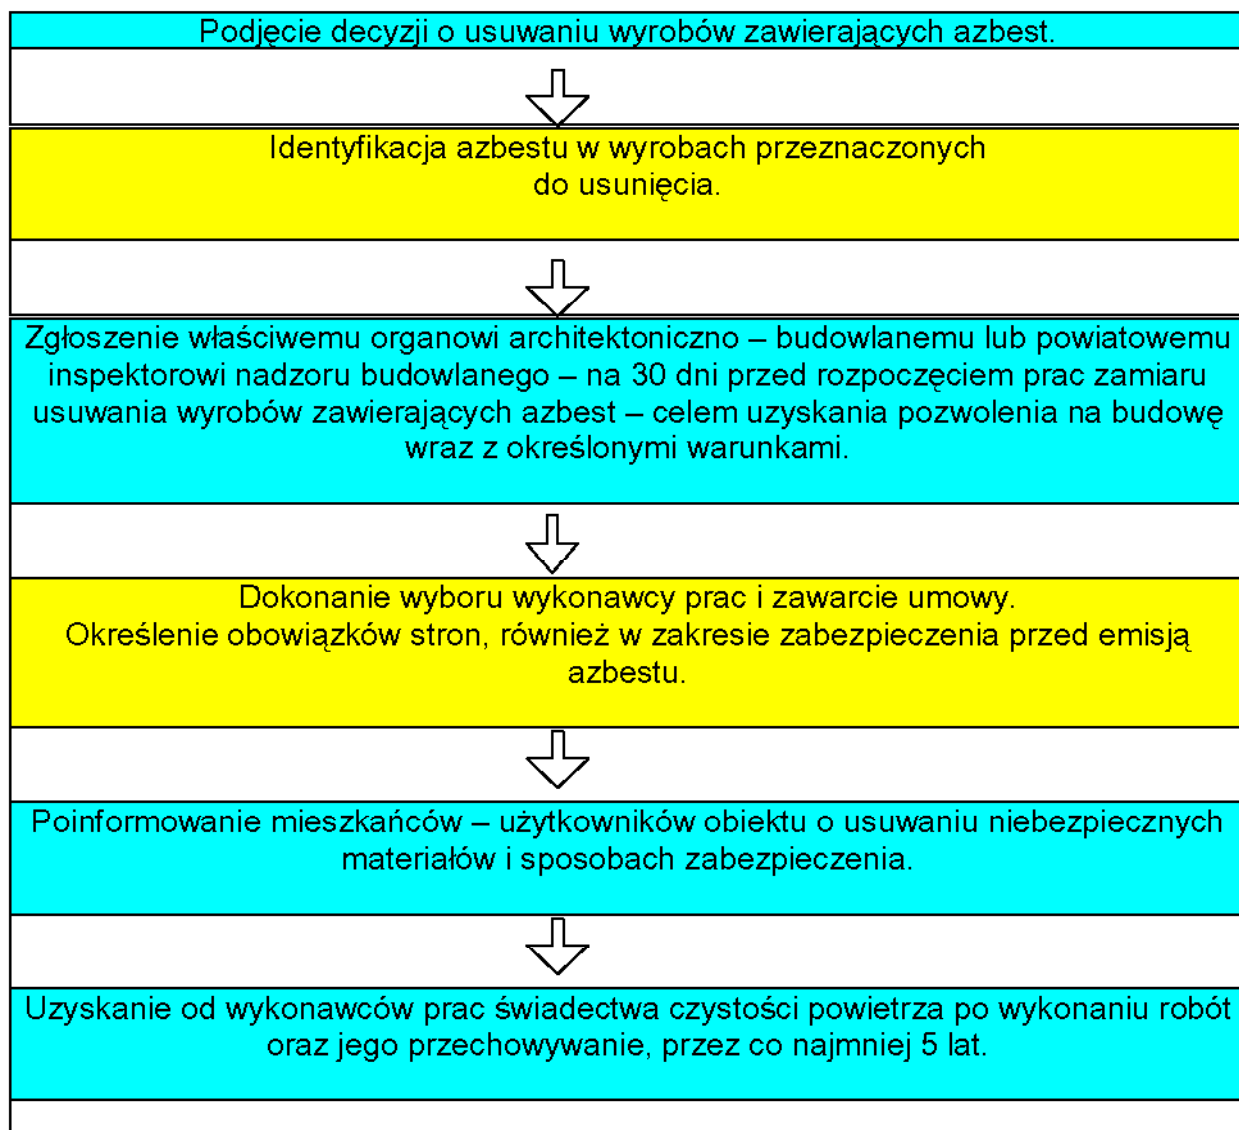 Podjęcie decyzji o usuwaniu wyrobów zawierających azbest.
Identyfikacja azbestu w wyrobach przeznaczonych
do usunięcia.
Zgłoszenie właściwemu organowi architektoniczno – budowlanemu lub powiatowemu
inspektorowi nadzoru budowlanego – na 30 dni przed rozpoczęciem prac zamiaru
usuwania wyrobów zawierających azbest – celem uzyskania pozwolenia na budowę
wraz z określonymi warunkami.
Dokonanie wyboru wykonawcy prac i zawarcie umowy.
Określenie obowiązków stron, również w zakresie zabezpieczenia przed emisją
azbestu.
Poinformowanie mieszkańców – użytkowników obiektu o usuwaniu niebezpiecznych
materiałów i sposobach zabezpieczenia.
Uzyskanie od wykonawców prac świadectwa czystości powietrza po wykonaniu robót
oraz jego przechowywanie, przez co najmniej 5 lat.